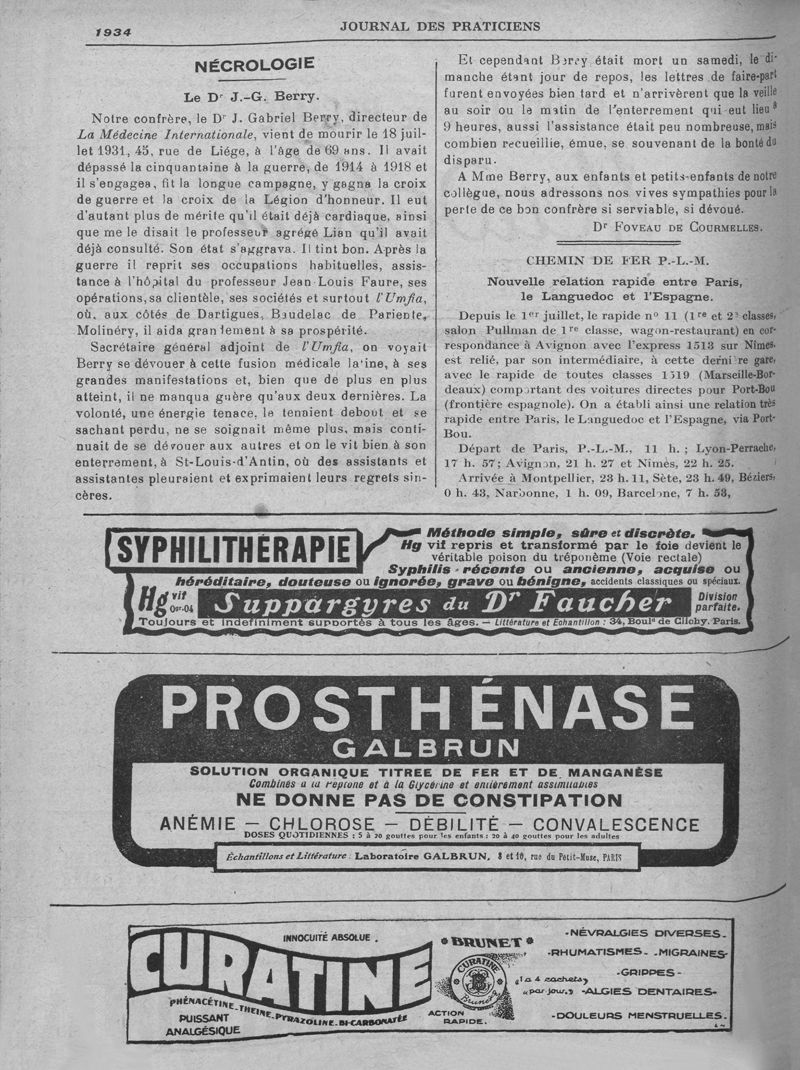 1934
JOURNAL DES PRATICIENS
NÉCROLOGIE
Le Dr J.-G. Berry.
Notre confrère, le Dr J. Gabriel Berry, directeur de
La Médecine Internationale, vient de mourir le 18 juil-
let 1931, 45, rue de Liége, à l'âge de 69 ans. Il avait
dépassé la cinquantaine à la guerre, de 1914 à 1918 et
il s'engagea, fit la longue campagne, y gagna la croix
de guerre et la croix de la Légion d'honneur. Il eut
d'autant plus de mérite qu'il était déjà cardiaque, ainsi
que me le disait le professeur agrégé Lian qu'il avait
déjà consulté. Son état s'aggrava. Il tint bon. Après la
guerre il reprit ses occupations habituelles, assis-
tance à l'hôpital du professeur Jean Louis Faure, ses
opérations, sa clientèle, ses sociétés et surtout l'Umfia,
où, aux côtés de Dartigues, Baudelac de Pariente,
Molinéry, il aida grandement à sa prospérité.
Secrétaire général adjoint de l'Umfia, on voyait
Berry se dévouer à cette fusion médicale latine, à ses
grandes manifestations et, bien que de plus en plus
atteint, il ne manqua guère qu'aux deux dernières. La
volonté, une énergie tenace, le tenaient debout et se
sachant perdu, ne se soignait même plus, mais conti-
nuait de se dévouer aux autres et on le vit bien à son
enterrement, à St-Louis-d'Antin, où des assistants et
assistantes pleuraient et exprimaient leurs regrets sin-
cères.
Et cependant Berry était mort un samedi, le di-
manche étant jour de repos, les lettres de faire-part
furent envoyées bien tard et n'arrivèrent que la veille
au soir ou le matin de l'enterrement qui eut lieu à
9 heures, aussi l'assistance était peu nombreuse, mais
combien recueillie, émue, se souvenant de la bonté du
disparu.
A Mme Berry, aux enfants et petits-enfants de notre
collègue, nous adressons nos vives sympathies pour la
perte de ce bon confrère si serviable, si dévoué.
Dr FOVEAU DE COURMELLES.
CHEMIN DE FER P.-L.-M.
Nouvelle relation rapide entre Paris,
le Languedoc et l'Espagne.
Depuis le 1er juillet, le rapide no 11 (1re et 2e classes,
salon Pullman de 1re classe, wagon-restaurant) en cor-
respondance à Avignon avec l'express 1513 sur Nîmes,
est relié, par son intermédiaire, à cette dernière gare,
avec le rapide de toutes classes 1519 (Marseille-Bor-
deaux) comportant des voitures directes pour Port-Bou
(frontière espagnole). On a établi ainsi une relation très
rapide entre Paris, le Languedoc et l'Espagne, via Port-
Bou.
Départ de Paris, P.-L.-M., 11 h. ; Lyon-Perrache,
17 h. 57; Avignon, 21 h. 27 et Nîmes, 22 h. 25.
Arrivée à Montpellier, 23 h. 11, Sète, 23 h. 49, Béziers,
0 h. 43, Narbonne, 1 h. 09, Barcelone, 7 h. 53,
SYPHILITHÉRAPIE
Méthode simple, sûre et discrète.
Hg vif repris et transformé par le foie devient le
véritable poison du tréponème (Voie rectale)
Syphilis - récente ou ancienne, acquise ou
héréditaire, douteuse ou ignorée, grave ou bénigne, accidents classiques ou spéciaux.
Hg vif 0gr-04
Suppargyres du Dr Faucher
Division parfaite.
Toujours et indéfiniment supportés à tous les âges. — Littérature et Echantillon : 34, Bould de Clichy. Paris.
PROSTHÉNASE
GALBRUN
SOLUTION ORGANIQUE TITRÉE DE FER ET DE MANGANÈSE
Combinés à la Peptone et à la Glycérine et entièrement assimilables
NE DONNE PAS DE CONSTIPATION
ANÉMIE — CHLOROSE — DÉBILITÉ — CONVALESCENCE
DOSES QUOTIDIENNES : 5 à 20 gouttes pour les enfants ; 20 à 40 gouttes pour les adultes
Échantillons et Littérature : Laboratoire GALBRUN, 8 et 10, rue du Petit-Musc, PARIS
CURATINE
INNOCUITÉ ABSOLUE.
PHÉNACÉTINE-THÉINE-PYRAZOLINE-BI-CARBONATÉE
PUISSANT
ANALGÉSIQUE
*BRUNET*
CURATINE
Brunet
ACTION
RAPIDE.
„1 à 4 cachets„
„par jour.„
-NÉVRALGIES DIVERSES-
-RHUMATISMES- -MIGRAINES-
-GRIPPES-
-ALGIES DENTAIRES-
-DOULEURS MENSTRUELLES.